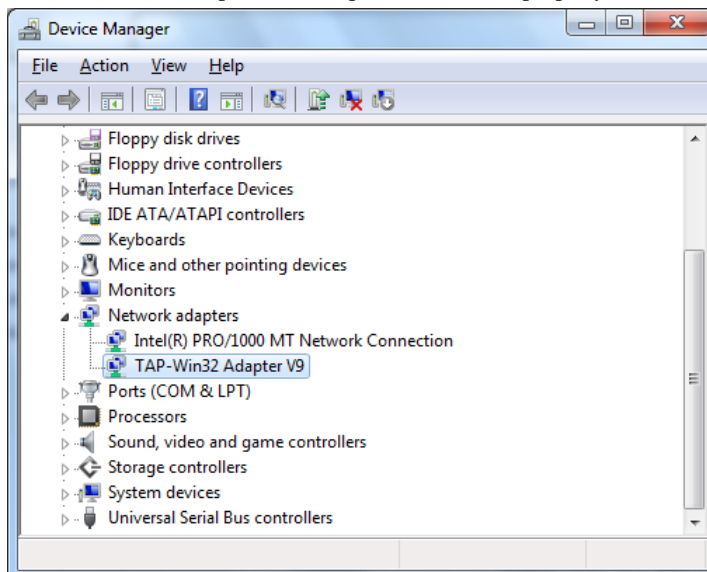 Device Manager
File Action View Help
Floppy disk drives
Floppy drive controllers
Human Interface Devices
IDE ATA/ATAPI controllers
Keyboards
Mice and other pointing devices
Monitors
Network adapters
Intel(R) PRO/1000 MT Network Connection
TAP-Win32 Adapter V9
Ports (COM & LPT)
Processors
Sound, video and game controllers
Storage controllers
System devices
Universal Serial Bus controllers